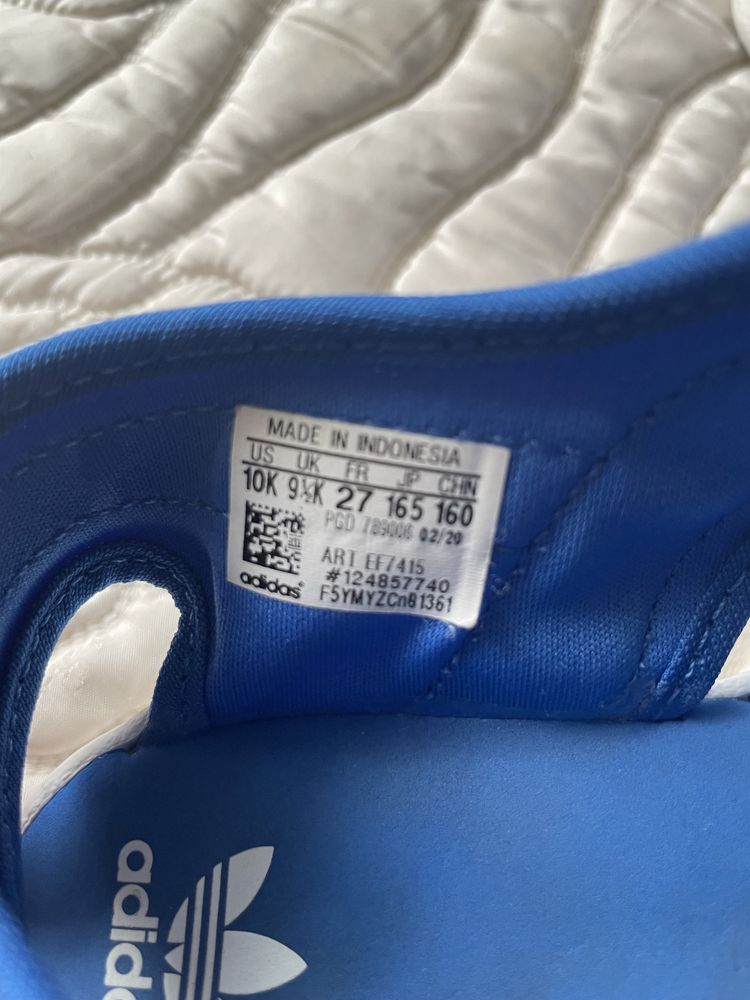 MADE IN INDONESIA
US UK FR JP CHN
10K 9½K 27 165 160
PGD 789006 02/20
ART EF7415
#124857740
adidas F5YMYZCn81361
adidas